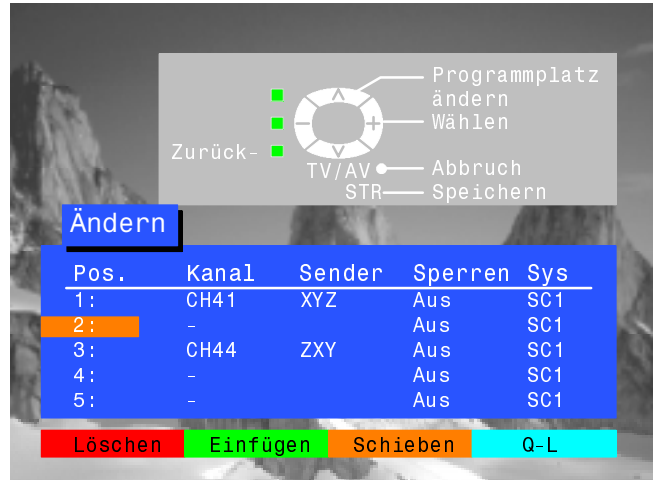 Programmplatz
ändern
Wählen
Zurück-
TV/AV Abbruch
STR Speichern
Ändern
Pos. Kanal Sender Sperren Sys
1: CH41 XYZ Aus SC1
2: - Aus SC1
3: CH44 ZXY Aus SC1
4: - Aus SC1
5: - Aus SC1
Löschen Einfügen Schieben Q-L